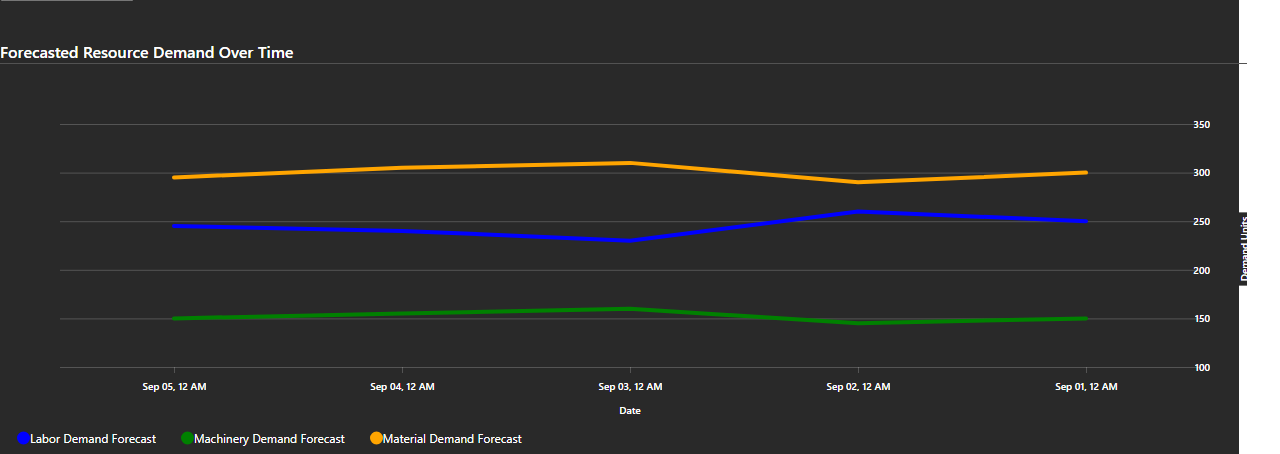 Forecasted Resource Demand Over Time
350
300
250
200
150
100
Demand Units
Sep 05, 12 AM Sep 04, 12 AM Sep 03, 12 AM Sep 02, 12 AM Sep 01, 12 AM
Date
Labor Demand Forecast Machinery Demand Forecast Material Demand Forecast